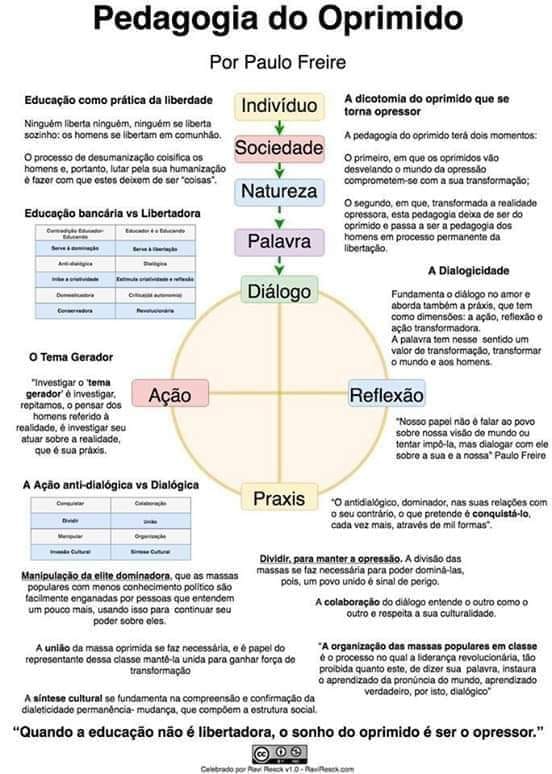 Pedagogia do Oprimido
Por Paulo Freire
Educação como prática da liberdade
Ninguém liberta ninguém, ninguém se liberta
sozinho: os homens se libertam em comunhão.
O processo de desumanização coisifica os
homens e, portanto, lutar pela sua humanização
é fazer com que estes deixem de ser “coisas”.
Educação bancária vs Libertadora
Contradição Educador-Educando
Educador é o Educando
Serve à dominação
Serve à libertação
Anti-dialógica
Dialógica
Inibe a criatividade
Estimula criatividade e reflexão
Domesticadora
Crítica(dá autonomia)
Conservadora
Revolucionária
Indivíduo
Sociedade
Natureza
Palavra
Diálogo
Ação
Reflexão
Praxis
A dicotomia do oprimido que se
torna opressor
A pedagogia do oprimido terá dois momentos:
O primeiro, em que os oprimidos vão
desvelando o mundo da opressão
comprometem-se com a sua transformação;
O segundo, em que, transformada a realidade
opressora, esta pedagogia deixa de ser do
oprimido e passa a ser a pedagogia dos
homens em processo permanente da
libertação.
A Dialogicidade
Fundamenta o diálogo no amor e
aborda também a práxis, que tem
como dimensões: a ação, reflexão e
ação transformadora.
A palavra tem nesse sentido um
valor de transformação, transformar
o mundo e aos homens.
O Tema Gerador
"Investigar o ‘tema
gerador’ é investigar,
repitamos, o pensar dos
homens referido à
realidade, é investigar seu
atuar sobre a realidade,
que é sua práxis.
"Nosso papel não é falar ao povo
sobre nossa visão de mundo ou
tentar impô-la, mas dialogar com ele
sobre a sua e a nossa" Paulo Freire
A Ação anti-dialógica vs Dialógica
Conquistar
Colaboração
Dividir
União
Manipular
Organização
Invasão Cultural
Síntese Cultural
"O antidialógico, dominador, nas suas relações com
o seu contrário, o que pretende é conquistá-lo,
cada vez mais, através de mil formas”.
Manipulação da elite dominadora, que as massas
populares com menos conhecimento político são
facilmente enganadas por pessoas que entendem
um pouco mais, usando isso para continuar seu
poder sobre eles.
Dividir, para manter a opressão. A divisão das
massas se faz necessária para poder dominá-las,
pois, um povo unido é sinal de perigo.
A colaboração do diálogo entende o outro como o
outro e respeita a sua culturalidade.
A união da massa oprimida se faz necessária, e é papel do
representante dessa classe mantê-la unida para ganhar força de
transformação
"A organização das massas populares em classe
é o processo no qual a liderança revolucionária, tão
proibida quanto este, de dizer sua palavra, instaura
o aprendizado da pronúncia do mundo, aprendizado
verdadeiro, por isto, dialógico”
A síntese cultural se fundamenta na compreensão e confirmação da
dialeticidade permanência- mudança, que compõem a estrutura social.
“Quando a educação não é libertadora, o sonho do oprimido é ser o opressor.”
Celebrado por Ravi Resck v1.0 - RaviResck.com